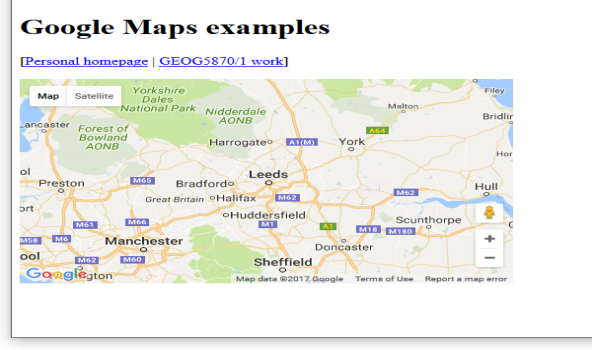 Google Maps examples
[Personal homepage | GEOG5870/1 work]
Map Satellite
Yorkshire
Dales
National Park
Nidderdale
AONB
Filey
Malton
Bridlin
ancaster
Forest of
Bowland
AONB
A64
Harrogate
A1(M)
York
Hor
ol
Preston
M65
Bradford
Leeds
Great Britain
Halifax
M62
M62
Hull
ort
M61
M66
Huddersfield
M1
A1
M18
M180
Scunthorpe
M58
M6
Manchester
Doncaster
ool
M62
M60
Sheffield
Google
gton
Map data ©2017 Google Terms of Use Report a map error